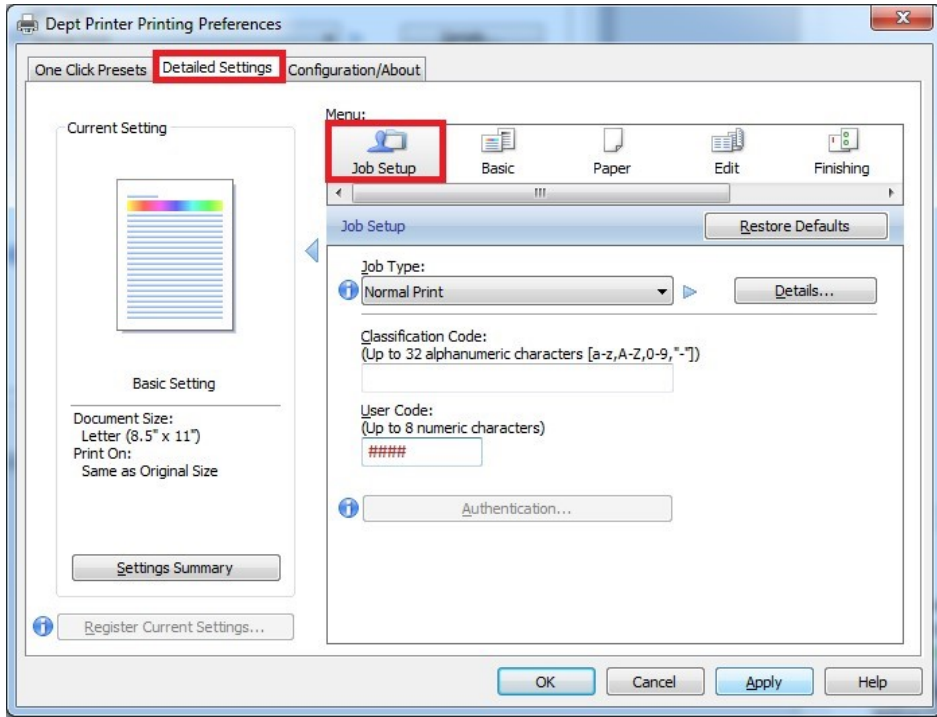 Dept Printer Printing Preferences
One Click Presets
Detailed Settings
Configuration/About
Current Setting
Basic Setting
Document Size:
Letter (8.5" x 11")
Print On:
Same as Original Size
Settings Summary
Register Current Settings...
Menu:
Job Setup
Basic
Paper
Edit
Finishing
Job Setup
Restore Defaults
Job Type:
Normal Print
Details...
Classification Code:
(Up to 32 alphanumeric characters [a-z,A-Z,0-9,"-"])
User Code:
(Up to 8 numeric characters)
####
Authentication...
OK
Cancel
Apply
Help